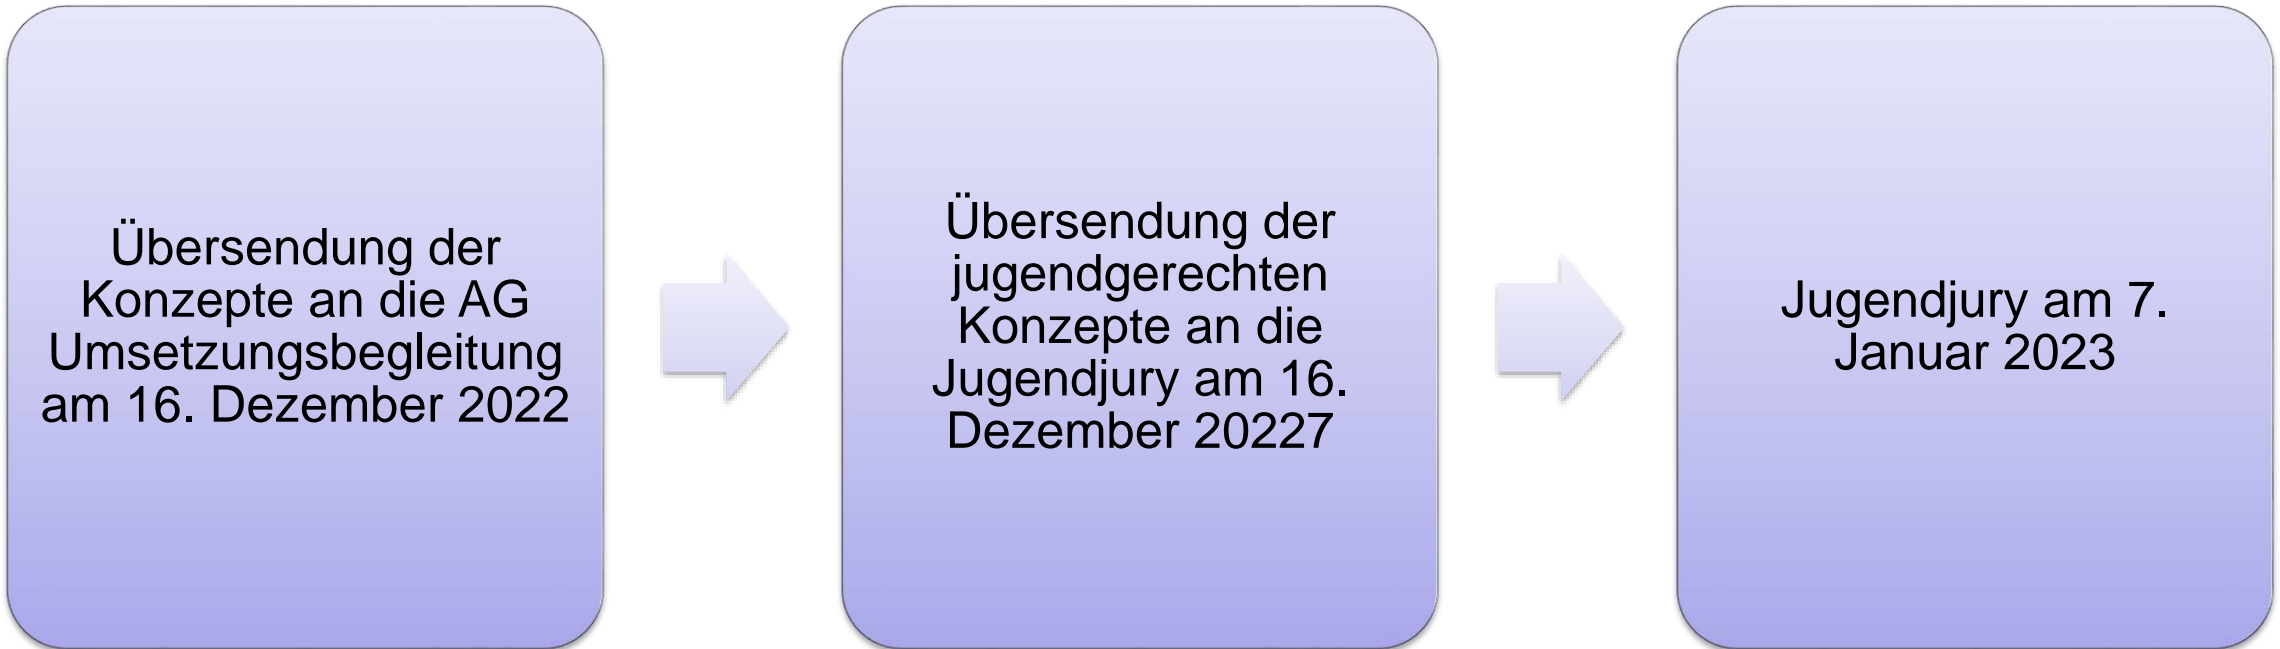 Übersendung der
Konzepte an die AG
Umsetzungsbegleitung
am 16. Dezember 2022
Übersendung der
jugendgerechten
Konzepte an die
Jugendjury am 16.
Dezember 20227
Jugendjury am 7.
Januar 2023